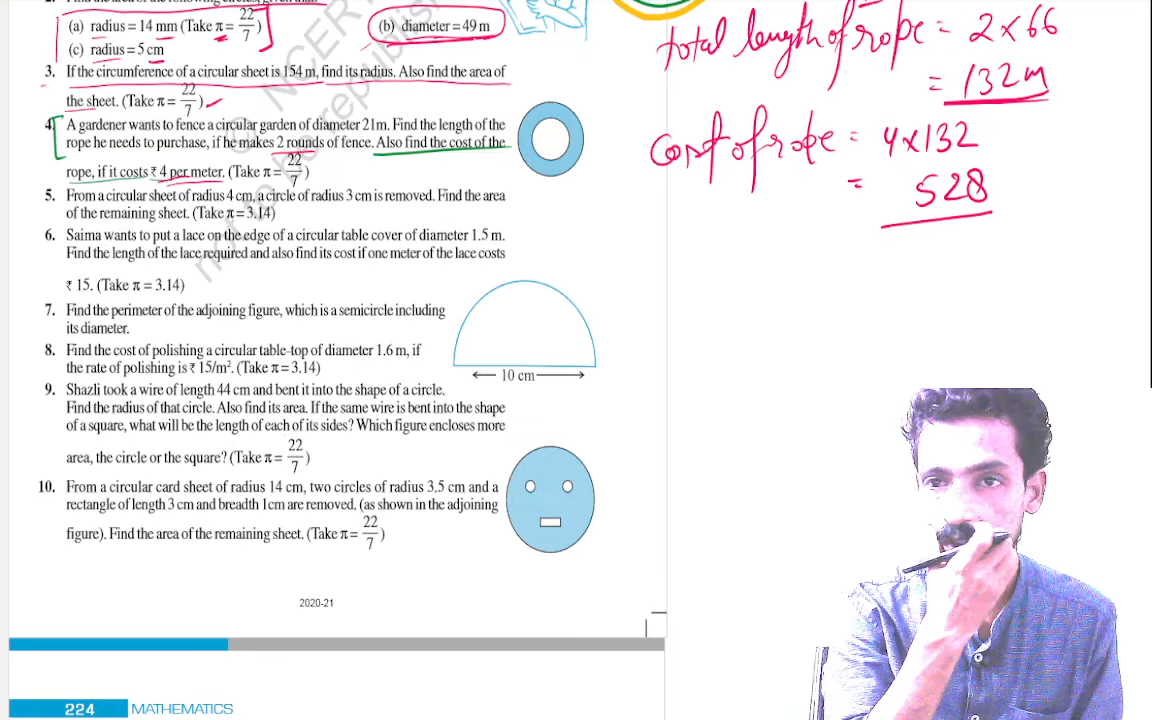 (a) radius = 14 mm (Take π = 22/7)
(b) diameter = 49 m
(c) radius = 5 cm
3. If the circumference of a circular sheet is 154 m, find its radius. Also find the area of
the sheet. (Take π = 22/7)
4. A gardener wants to fence a circular garden of diameter 21m. Find the length of the
rope he needs to purchase, if he makes 2 rounds of fence. Also find the cost of the
rope, if it costs ₹ 4 per meter. (Take π = 22/7)
5. From a circular sheet of radius 4 cm, a circle of radius 3 cm is removed. Find the area
of the remaining sheet. (Take π = 3.14)
6. Saima wants to put a lace on the edge of a circular table cover of diameter 1.5 m.
Find the length of the lace required and also find its cost if one meter of the lace costs
₹ 15. (Take π = 3.14)
7. Find the perimeter of the adjoining figure, which is a semicircle including
its diameter.
8. Find the cost of polishing a circular table-top of diameter 1.6 m, if
the rate of polishing is ₹ 15/m². (Take π = 3.14)
10 cm
9. Shazli took a wire of length 44 cm and bent it into the shape of a circle.
Find the radius of that circle. Also find its area. If the same wire is bent into the shape
of a square, what will be the length of each of its sides? Which figure encloses more
area, the circle or the square? (Take π = 22/7)
10. From a circular card sheet of radius 14 cm, two circles of radius 3.5 cm and a
rectangle of length 3 cm and breadth 1cm are removed. (as shown in the adjoining
figure). Find the area of the remaining sheet. (Take π = 22/7)
2020-21
224 MATHEMATICS
© NCERT
not to be republis
total length of rope = 2 × 66
= 132 m
Cost of rope = 4 × 132
= 528